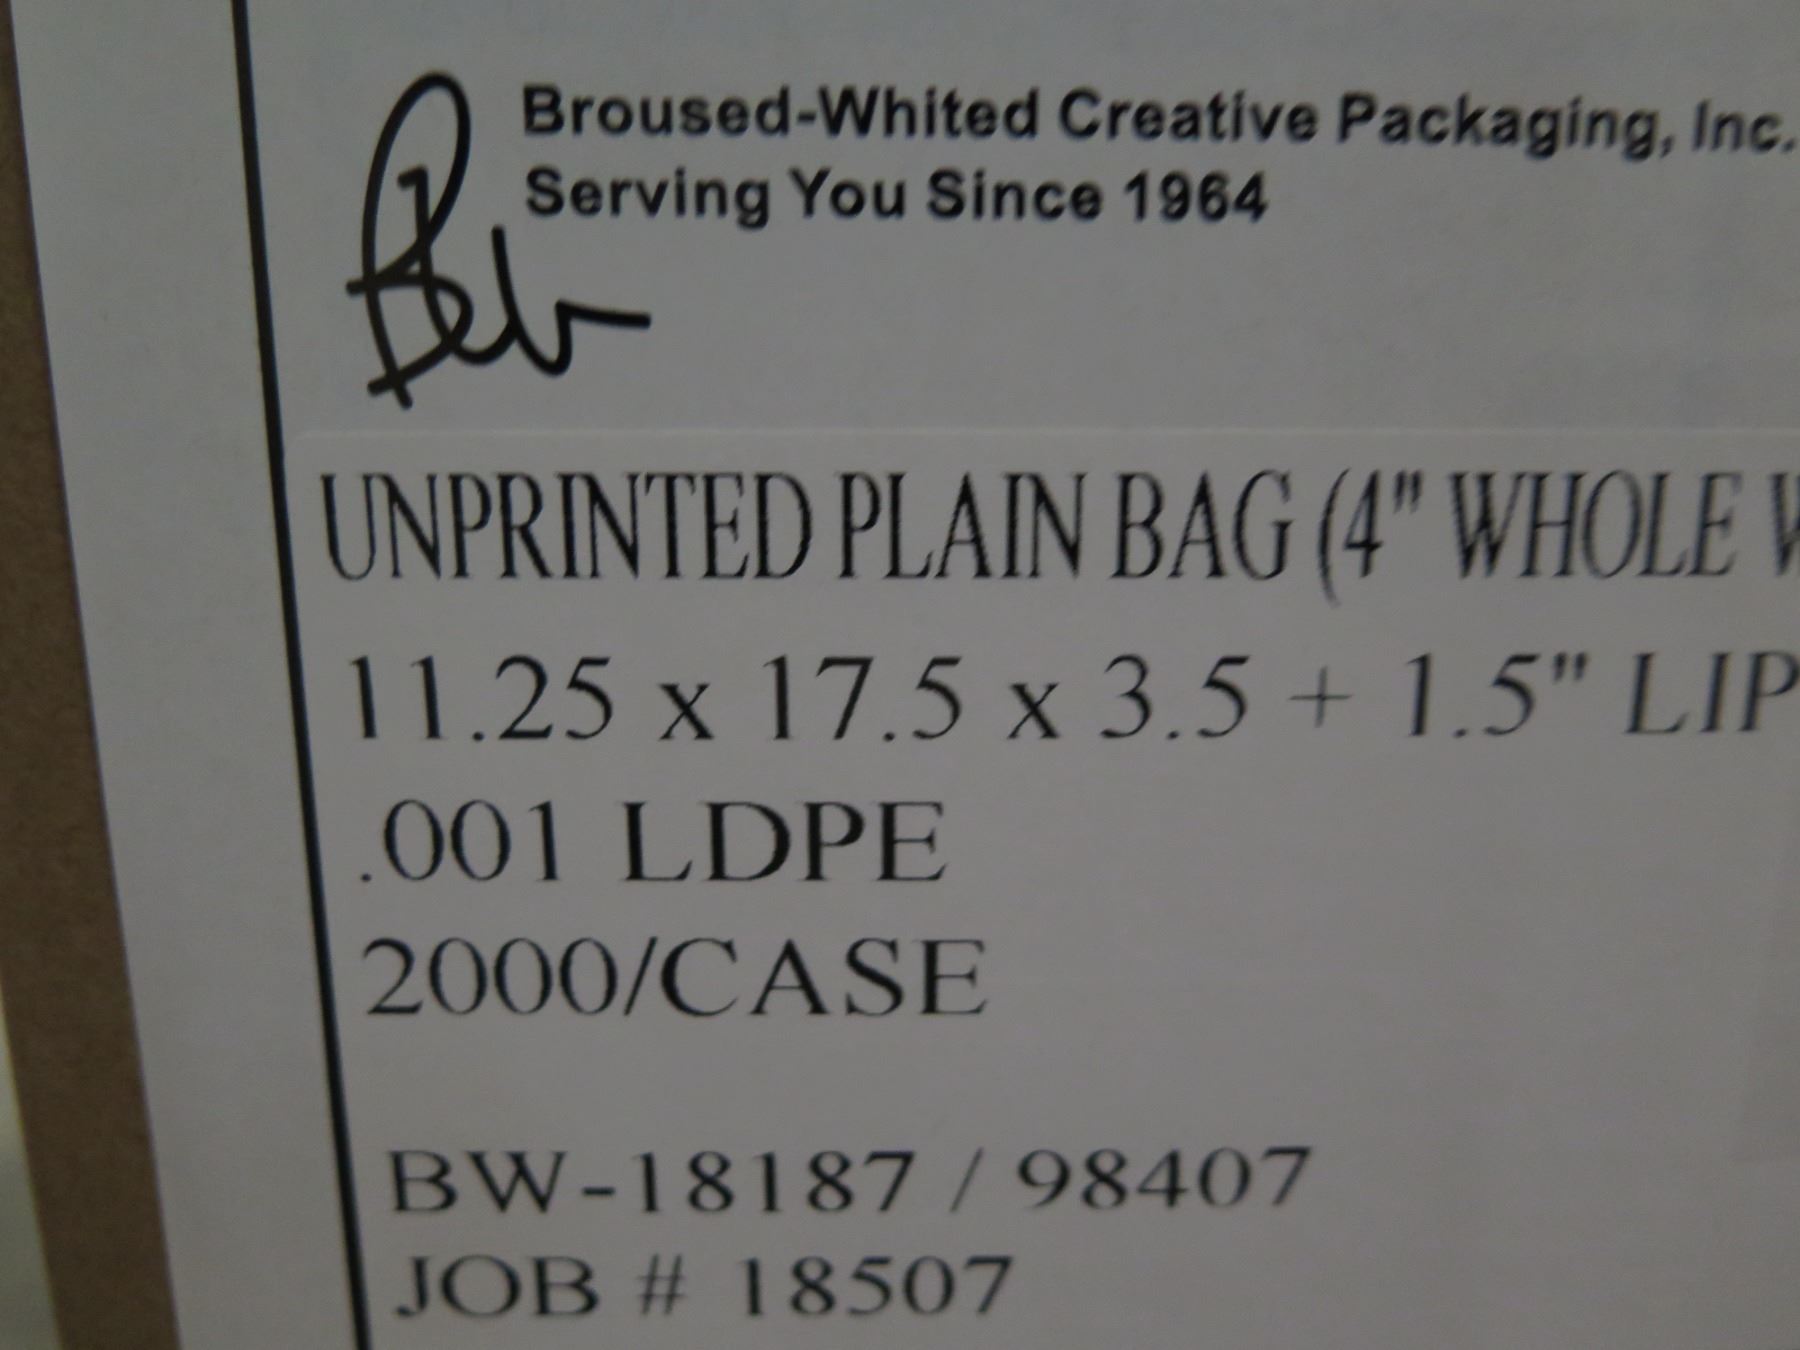 Broused-Whited Creative Packaging, Inc.
Serving You Since 1964
UNPRINTED PLAIN BAG (4" WHOLE
11.25 x 17.5 x 3.5 + 1.5" LIP
.001 LDPE
2000/CASE
BW-18187 / 98407
JOB # 18507